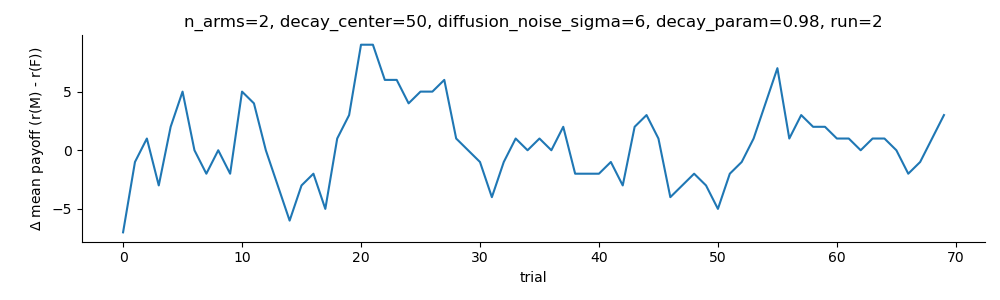 n_arms=2, decay_center=50, diffusion_noise_sigma=6, decay_param=0.98, run=2
Δ mean payoff (r(M) - r(F))
5
0
−5
0 10 20 30 40 50 60 70
trial